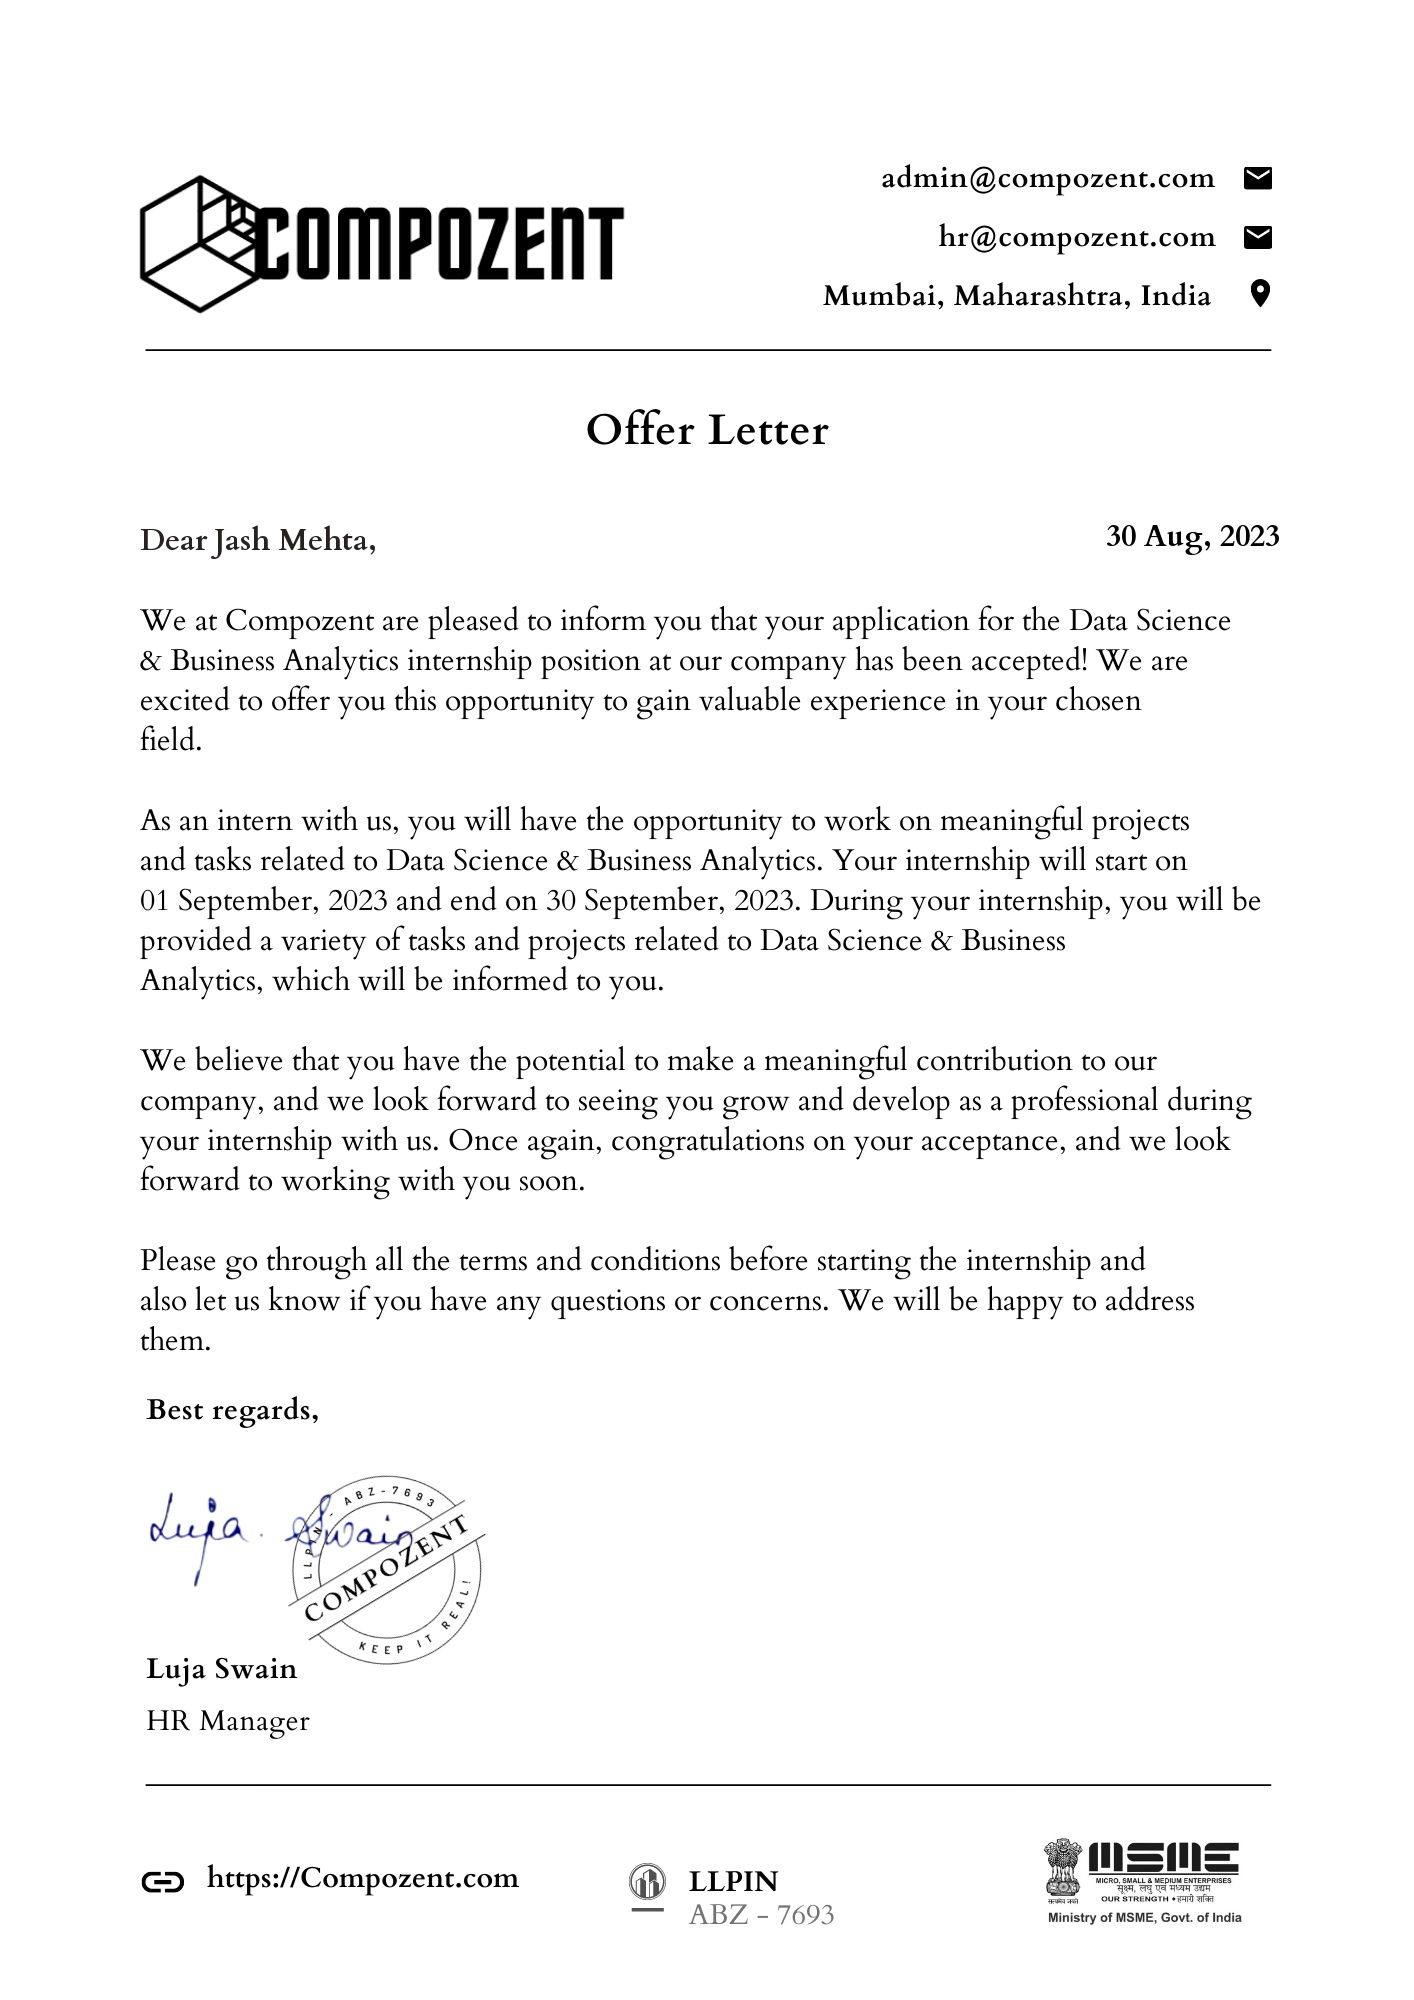 COMPOZENT
admin@compozent.com
hr@compozent.com
Mumbai, Maharashtra, India
Offer Letter
Dear Jash Mehta,
30 Aug, 2023
We at Compozent are pleased to inform you that your application for the Data Science
& Business Analytics internship position at our company has been accepted! We are
excited to offer you this opportunity to gain valuable experience in your chosen
field.
As an intern with us, you will have the opportunity to work on meaningful projects
and tasks related to Data Science & Business Analytics. Your internship will start on
01 September, 2023 and end on 30 September, 2023. During your internship, you will be
provided a variety of tasks and projects related to Data Science & Business
Analytics, which will be informed to you.
We believe that you have the potential to make a meaningful contribution to our
company, and we look forward to seeing you grow and develop as a professional during
your internship with us. Once again, congratulations on your acceptance, and we look
forward to working with you soon.
Please go through all the terms and conditions before starting the internship and
also let us know if you have any questions or concerns. We will be happy to address
them.
Best regards,
Luja. Swain
LLPIN - ABZ-7693
COMPOZENT
KEEP IT REAL!
Luja Swain
HR Manager
https://Compozent.com
LLPIN
ABZ - 7693
सत्यमेव जयते
MSME
MICRO, SMALL & MEDIUM ENTERPRISES
सूक्ष्म, लघु एवं मध्यम उद्यम
OUR STRENGTH • हमारी शक्ति
Ministry of MSME, Govt. of India